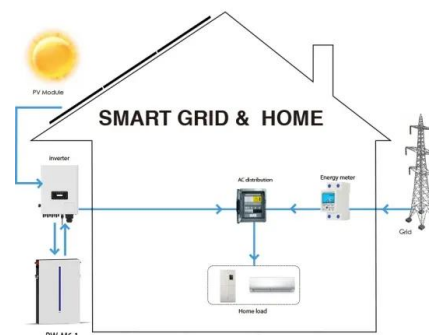 PV Module
SMART GRID & HOME
Inverter
AC distribution
Energy meter
Grid
Home load